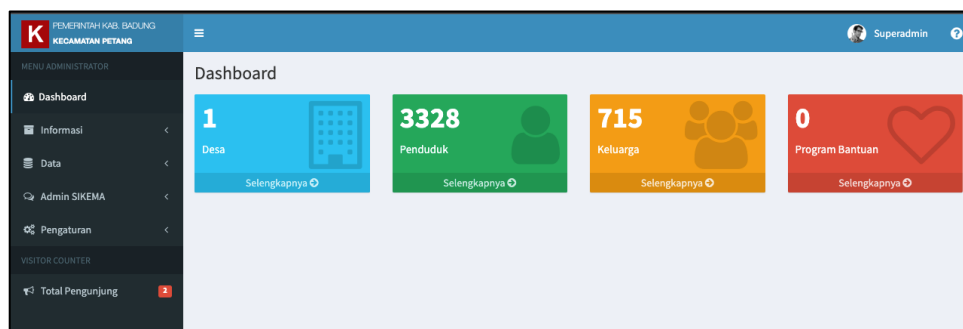 K
PEMERINTAH KAB. BADUNG
KECAMATAN PETANG
Superadmin
MENU ADMINISTRATOR
Dashboard
Informasi
Data
Admin SIKEMA
Pengaturan
VISITOR COUNTER
Total Pengunjung 2
Dashboard
1
Desa
Selengkapnya
3328
Penduduk
Selengkapnya
715
Keluarga
Selengkapnya
0
Program Bantuan
Selengkapnya